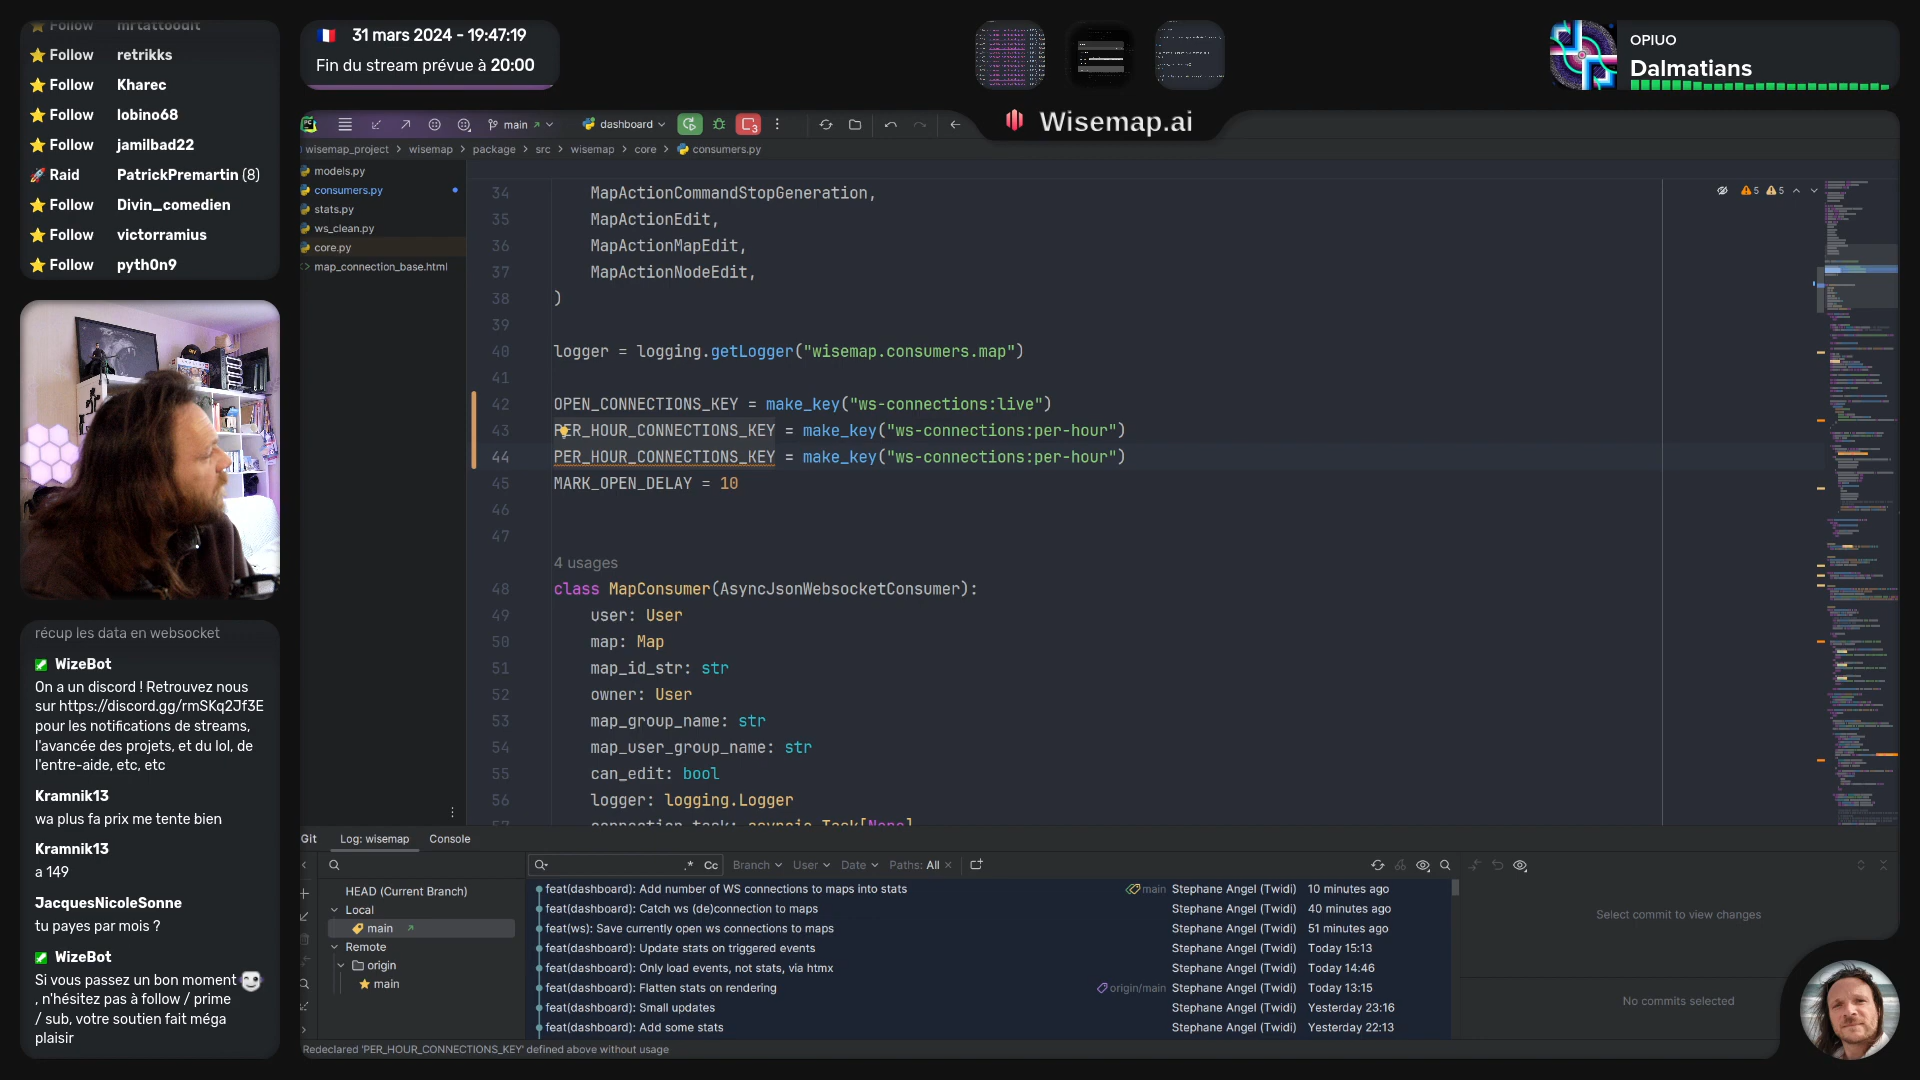 Follow mrtattoodit
Follow retrikks
Follow Kharec
Follow lobino68
Follow jamilbad22
Raid PatrickPremartin (8)
Follow Divin_comedien
Follow victorramius
Follow pyth0n9
31 mars 2024 - 19:47:19
Fin du stream prévue à 20:00
OPIUO
Dalmatians
Wisemap.ai
main
dashboard
3
wisemap_project > wisemap > package > src > wisemap > core > consumers.py
models.py
consumers.py
stats.py
ws_clean.py
core.py
map_connection_base.html
5 5
34 MapActionCommandStopGeneration,
35 MapActionEdit,
36 MapActionMapEdit,
37 MapActionNodeEdit,
38 )
39
40 logger = logging.getLogger("wisemap.consumers.map")
41
42 OPEN_CONNECTIONS_KEY = make_key("ws-connections:live")
43 PER_HOUR_CONNECTIONS_KEY = make_key("ws-connections:per-hour")
44 PER_HOUR_CONNECTIONS_KEY = make_key("ws-connections:per-hour")
45 MARK_OPEN_DELAY = 10
46
47
4 usages
48 class MapConsumer(AsyncJsonWebsocketConsumer):
49 user: User
50 map: Map
51 map_id_str: str
52 owner: User
53 map_group_name: str
54 map_user_group_name: str
55 can_edit: bool
56 logger: logging.Logger
57 connection_task: asyncio.Task[None]
récup les data en websocket
WizeBot
On a un discord ! Retrouvez nous
sur https://discord.gg/rmSKq2Jf3E
pour les notifications de streams,
l'avancée des projets, et du lol, de
l'entre-aide, etc, etc
Kramnik13
wa plus fa prix me tente bien
Kramnik13
a 149
JacquesNicoleSonne
tu payes par mois ?
WizeBot
Si vous passez un bon moment
, n'hésitez pas à follow / prime
/ sub, votre soutien fait méga
plaisir
Git Log: wisemap Console
.* Cc Branch User Date Paths: All
HEAD (Current Branch)
Local
main
Remote
origin
main
feat(dashboard): Add number of WS connections to maps into stats main Stephane Angel (Twidi) 10 minutes ago
feat(dashboard): Catch ws (de)connection to maps Stephane Angel (Twidi) 40 minutes ago
feat(ws): Save currently open ws connections to maps Stephane Angel (Twidi) 51 minutes ago
feat(dashboard): Update stats on triggered events Stephane Angel (Twidi) Today 15:13
feat(dashboard): Only load events, not stats, via htmx Stephane Angel (Twidi) Today 14:46
feat(dashboard): Flatten stats on rendering origin/main Stephane Angel (Twidi) Today 13:15
feat(dashboard): Small updates Stephane Angel (Twidi) Yesterday 23:16
feat(dashboard): Add some stats Stephane Angel (Twidi) Yesterday 22:13
Select commit to view changes
No commits selected
Redeclared 'PER_HOUR_CONNECTIONS_KEY' defined above without usage